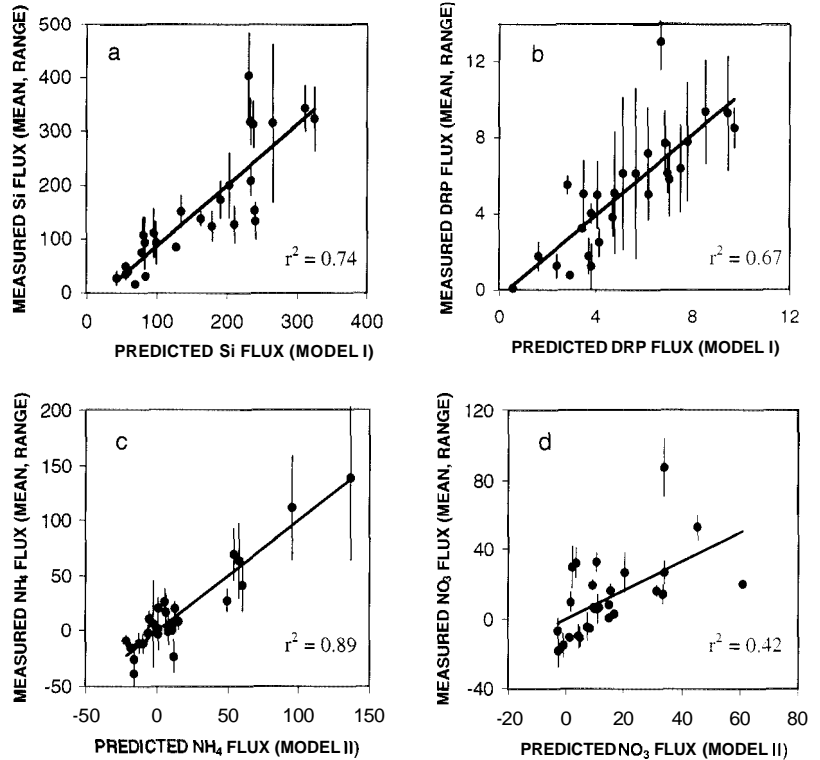 a
MEASURED Si FLUX (MEAN, RANGE)
500
400
300
200
100
0
0 100 200 300 400
r² = 0.74
PREDICTED Si FLUX (MODEL I)
b
MEASURED DRP FLUX (MEAN, RANGE)
12
8
4
0
0 4 8 12
r² = 0.67
PREDICTED DRP FLUX (MODEL I)
c
MEASURED NH₄ FLUX (MEAN, RANGE)
200
150
100
50
0
-50
-50 0 50 100 150
r² = 0.89
PREDICTED NH₄ FLUX (MODEL II)
d
MEASURED NO₃ FLUX (MEAN, RANGE)
120
80
40
0
-40
-20 0 20 40 60 80
r² = 0.42
PREDICTED NO₃ FLUX (MODEL II)